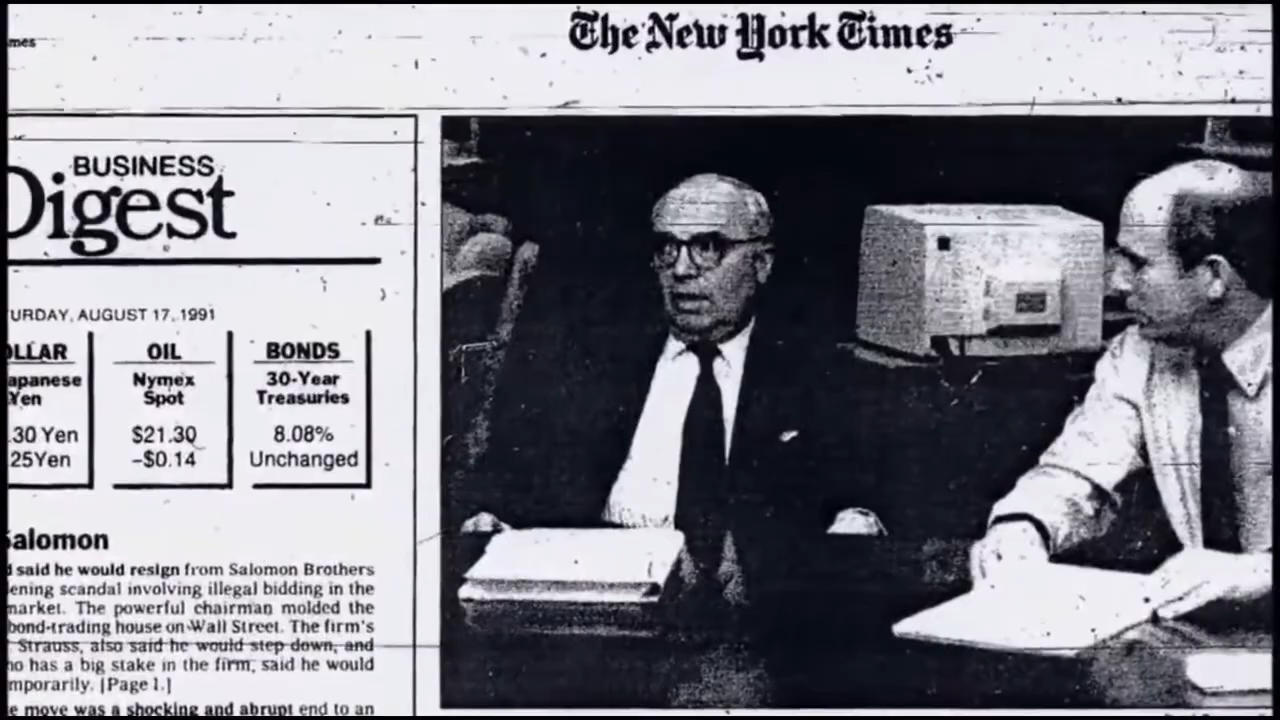 mes
The New York Times
BUSINESS
Digest
URDAY, AUGUST 17, 1991
OLLAR
OIL
BONDS
apanese
Yen
Nymex
Spot
30-Year
Treasuries
.30 Yen
$21.30
8.08%
25Yen
–$0.14
Unchanged
Salomon
d said he would resign from Salomon Brothers
ening scandal involving illegal bidding in the
market. The powerful chairman molded the
bond-trading house on Wall Street. The firm's
Strauss, also said he would step down, and
ho has a big stake in the firm, said he would
mporarily. [Page 1.]
e move was a shocking and abrupt end to an